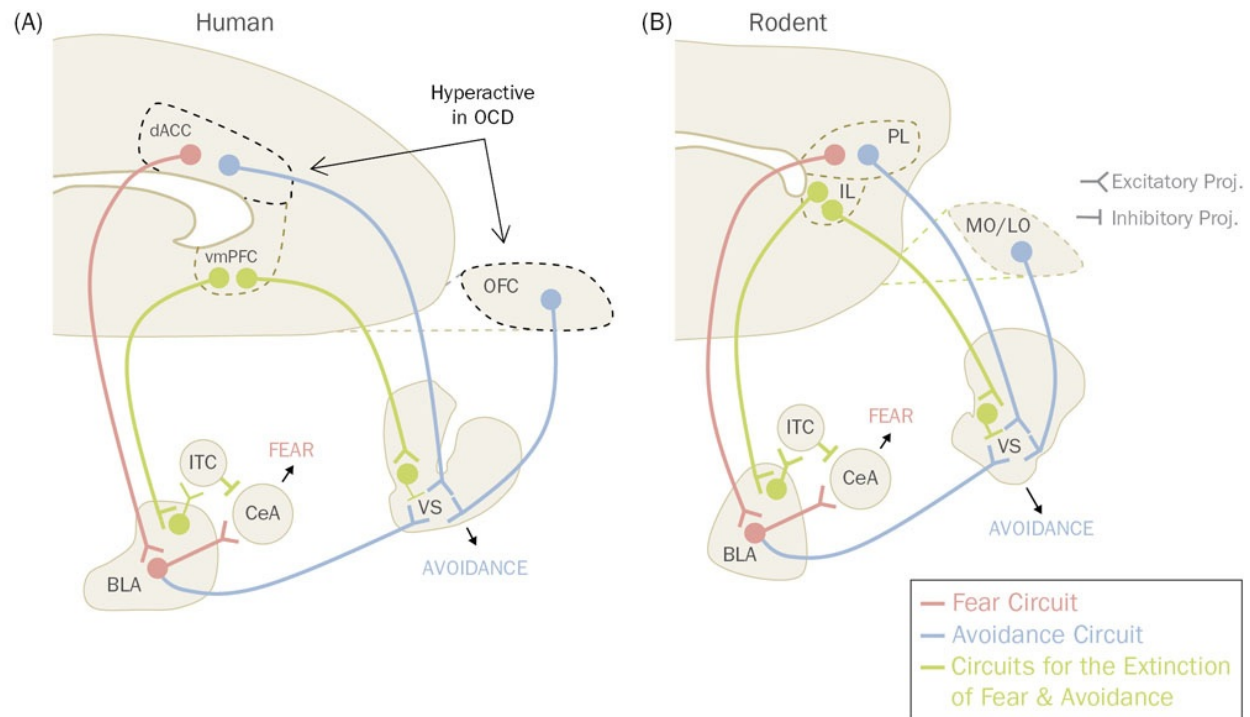 (A)
Human
Hyperactive
in OCD
dACC
vmPFC
OFC
ITC
FEAR
CeA
VS
BLA
AVOIDANCE
(B)
Rodent
PL
IL
MO/LO
Excitatory Proj.
Inhibitory Proj.
ITC
FEAR
CeA
VS
BLA
AVOIDANCE
Fear Circuit
Avoidance Circuit
Circuits for the Extinction
of Fear & Avoidance